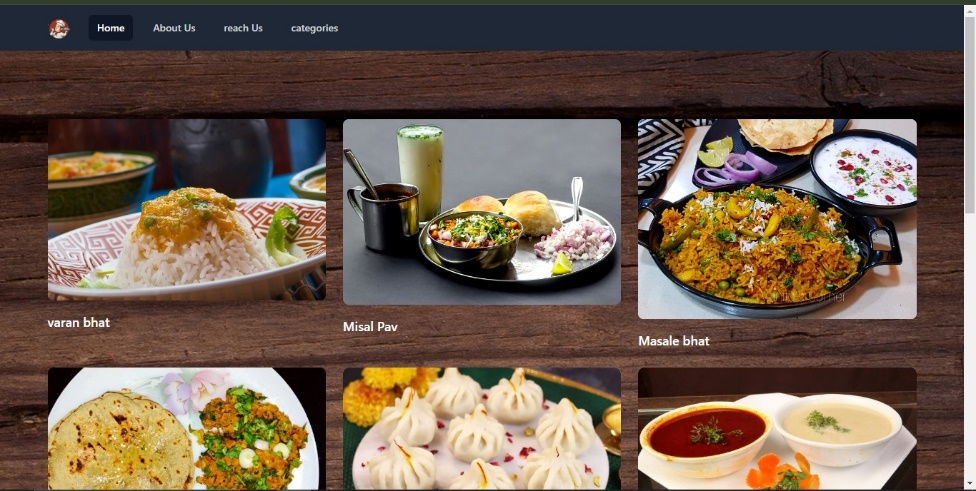 Home
About Us
reach Us
categories
varan bhat
Misal Pav
Masale bhat